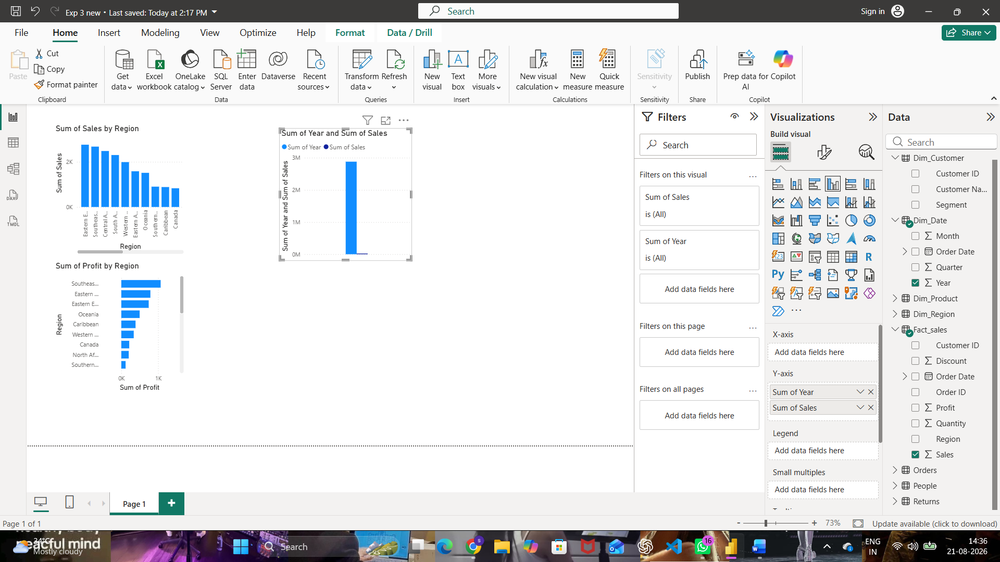 Exp 3 new • Last saved: Today at 2:17 PM
Search
Sign in
File
Home
Insert
Modeling
View
Optimize
Help
Format
Data / Drill
Share
Paste
Cut
Copy
Format painter
Clipboard
Get data
Excel workbook
OneLake catalog
SQL Server
Enter data
Dataverse
Recent sources
Data
Transform data
Refresh
Queries
New visual
Text box
More visuals
Insert
New visual calculation
New measure
Quick measure
Calculations
Sensitivity
Sensitivity
Publish
Share
Prep data for AI
Copilot
Copilot
DAX
TMDL
Sum of Sales by Region
Sum of Sales
2K
0K
Eastern E...
Southeas...
Central A...
South A...
Western ...
Eastern A...
Oceania
Southern...
Caribbean
Canada
Region
Sum of Profit by Region
Region
Southeas...
Eastern ...
Eastern E...
Oceania
Caribbean
Western ...
Canada
North Af...
Southern...
0K
1K
Sum of Profit
Sum of Year and Sum of Sales
Sum of Year
Sum of Sales
Sum of Year and Sum of Sales
3M
2M
1M
0M
Filters
Search
Filters on this visual
Sum of Sales
is (All)
Sum of Year
is (All)
Add data fields here
Filters on this page
Add data fields here
Filters on all pages
Add data fields here
Visualizations
Build visual
123
R
Py
X-axis
Add data fields here
Y-axis
Sum of Year
Sum of Sales
Legend
Add data fields here
Small multiples
Add data fields here
Data
Search
Dim_Customer
Customer ID
Customer Na...
Segment
Dim_Date
Month
Order Date
Quarter
Year
Dim_Product
Dim_Region
Fact_sales
Customer ID
Discount
Order Date
Order ID
Profit
Quantity
Region
Sales
Orders
People
Returns
Page 1
Page 1 of 1
- + 73%
Update available (click to download)
34°C
Mostly cloudy
mind
Search
16
ENG
IN
14:36
21-08-2026